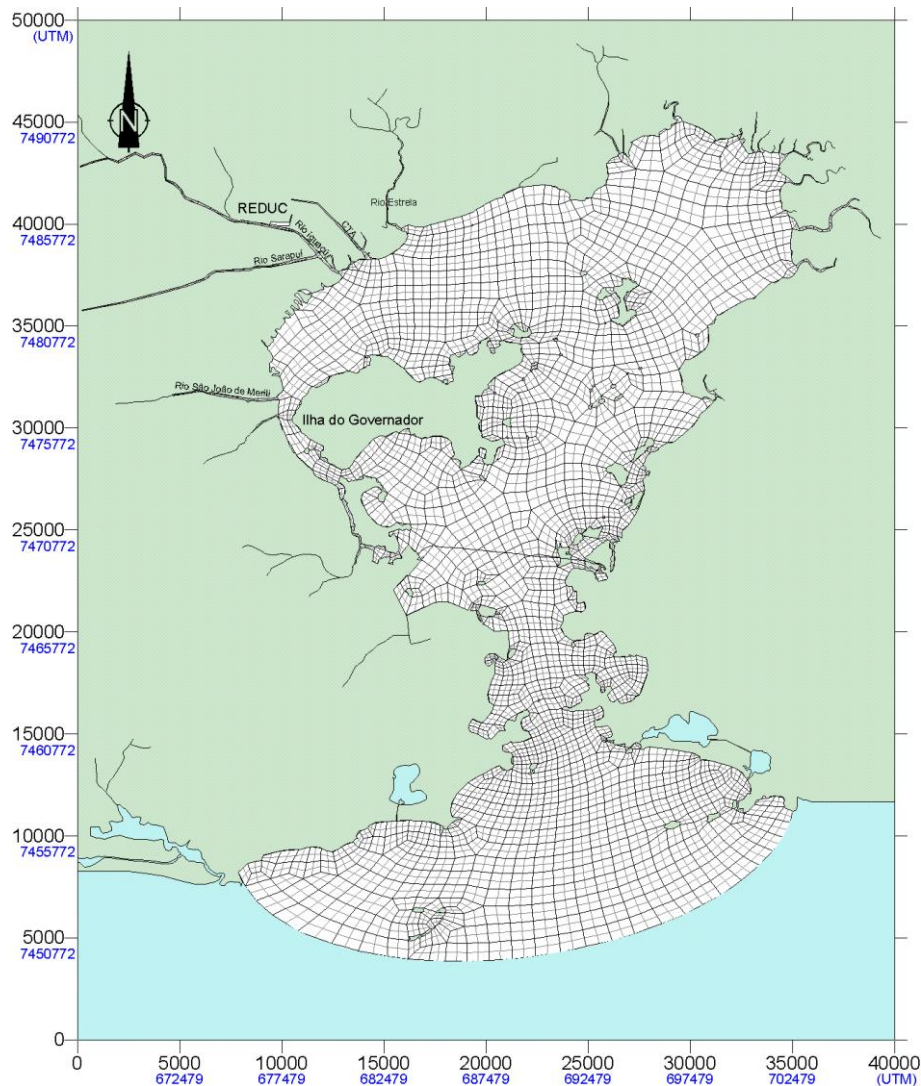 50000
(UTM)
N
45000
7490772
REDUC
Rio Estrela
40000
7485772
CTA
Rio Iguaçu
Rio Sarapuí
35000
7480772
Rio São João de Meriti
Ilha do Governador
30000
7475772
25000
7470772
20000
7465772
15000
7460772
10000
7455772
5000
7450772
0
0 5000 10000 15000 20000 25000 30000 35000 40000
672479 677479 682479 687479 692479 697479 702479 (UTM)